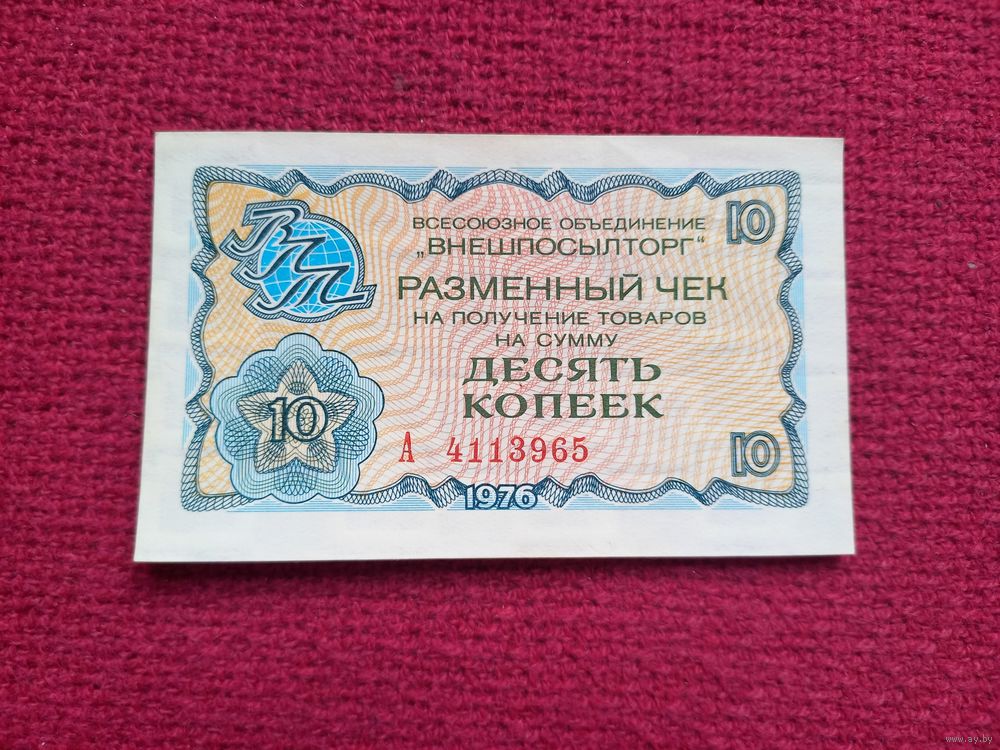 ВПТ
ВСЕСОЮЗНОЕ ОБЪЕДИНЕНИЕ
„ВНЕШПОСЫЛТОРГ“
10
РАЗМЕННЫЙ ЧЕК
НА ПОЛУЧЕНИЕ ТОВАРОВ
НА СУММУ
ДЕСЯТЬ
КОПЕЕК
10
А 4113965
10
1976
www.ay.by